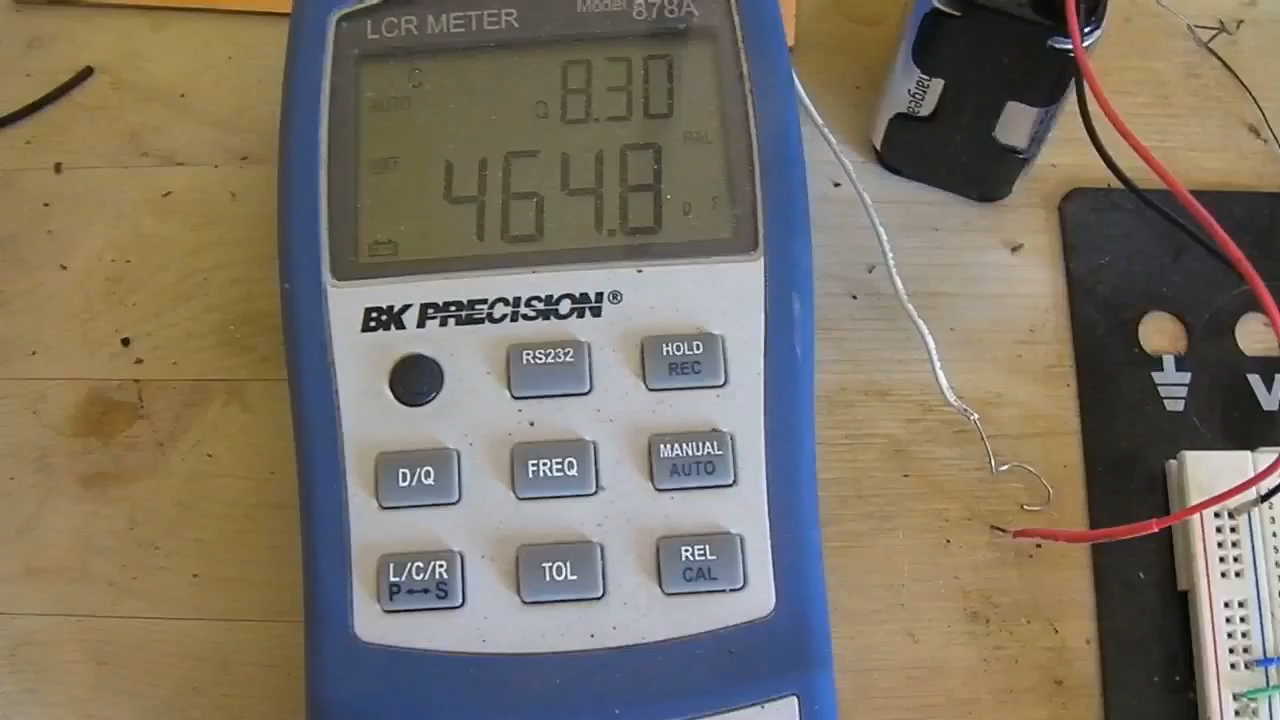 LCR METER Model 878A
C 8.30
AUTO Q
PAL
464.8 p F
BK PRECISION®
RS232 HOLD
REC
D/Q FREQ MANUAL
AUTO
L/C/R TOL REL
P↔S CAL
V